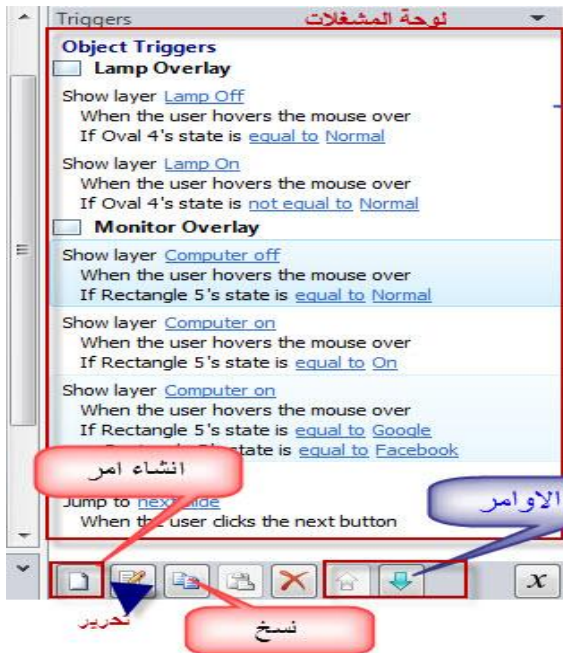 Triggers لوحة المشغلات
Object Triggers
Lamp Overlay
Show layer Lamp Off
When the user hovers the mouse over
If Oval 4's state is equal to Normal
Show layer Lamp On
When the user hovers the mouse over
If Oval 4's state is not equal to Normal
Monitor Overlay
Show layer Computer off
When the user hovers the mouse over
If Rectangle 5's state is equal to Normal
Show layer Computer on
When the user hovers the mouse over
If Rectangle 5's state is equal to On
Show layer Computer on
When the user hovers the mouse over
If Rectangle 5's state is equal to Google
state is equal to Facebook
انشاء امر
Jump to next slide
الاوامر
When the user clicks the next button
x
تحرير
نسخ